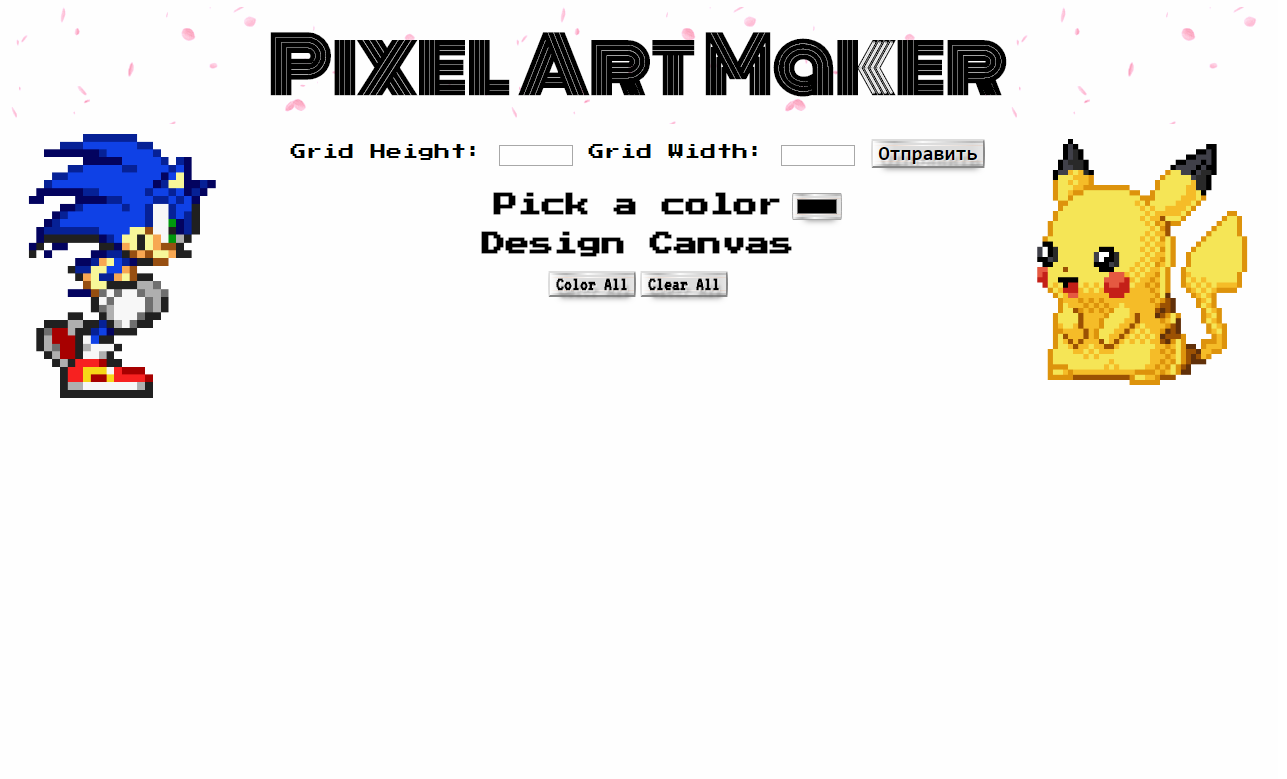 Pixel Art Maker
Grid Height: Grid Width: Отправить
Pick a color
Design Canvas
Color All Clear All